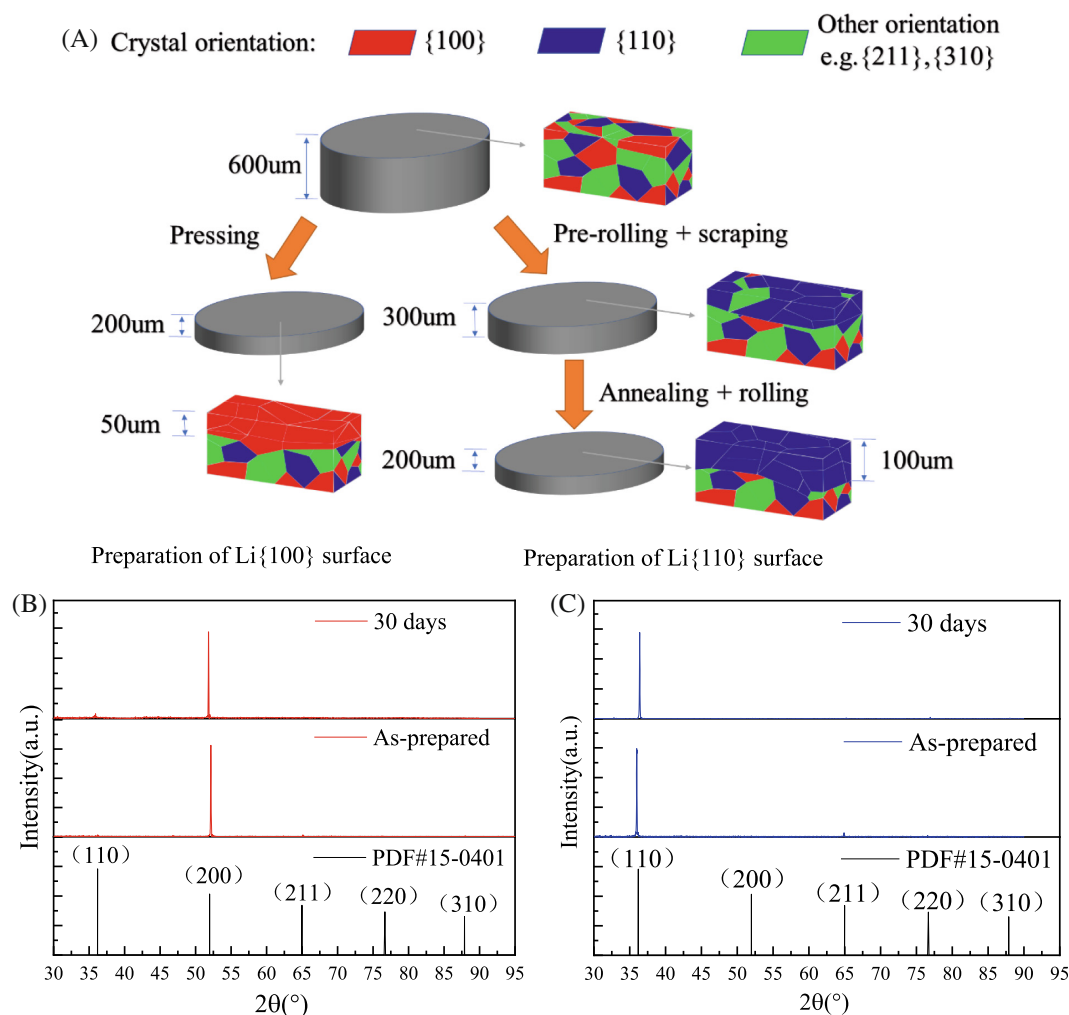 (A) Crystal orientation: {100} {110} Other orientation
e.g.{211},{310}
600um
Pressing
Pre-rolling + scraping
200um
300um
Annealing + rolling
50um
200um
100um
Preparation of Li{100} surface
Preparation of Li{110} surface
(B)
30 days
As-prepared
PDF#15-0401
(110)
(200)
(211)
(220)
(310)
Intensity(a.u.)
30 35 40 45 50 55 60 65 70 75 80 85 90 95
2θ(°)
(C)
30 days
As-prepared
PDF#15-0401
(110)
(200)
(211)
(220)
(310)
Intensity(a.u.)
30 35 40 45 50 55 60 65 70 75 80 85 90 95
2θ(°)